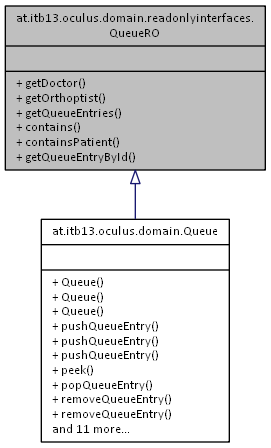 at.itb13.oculus.domain.readonlyinterfaces.
QueueRO
+ getDoctor()
+ getOrthoptist()
+ getQueueEntries()
+ contains()
+ containsPatient()
+ getQueueEntryById()
at.itb13.oculus.domain.Queue
+ Queue()
+ Queue()
+ Queue()
+ pushQueueEntry()
+ pushQueueEntry()
+ pushQueueEntry()
+ peek()
+ popQueueEntry()
+ removeQueueEntry()
+ removeQueueEntry()
and 11 more...